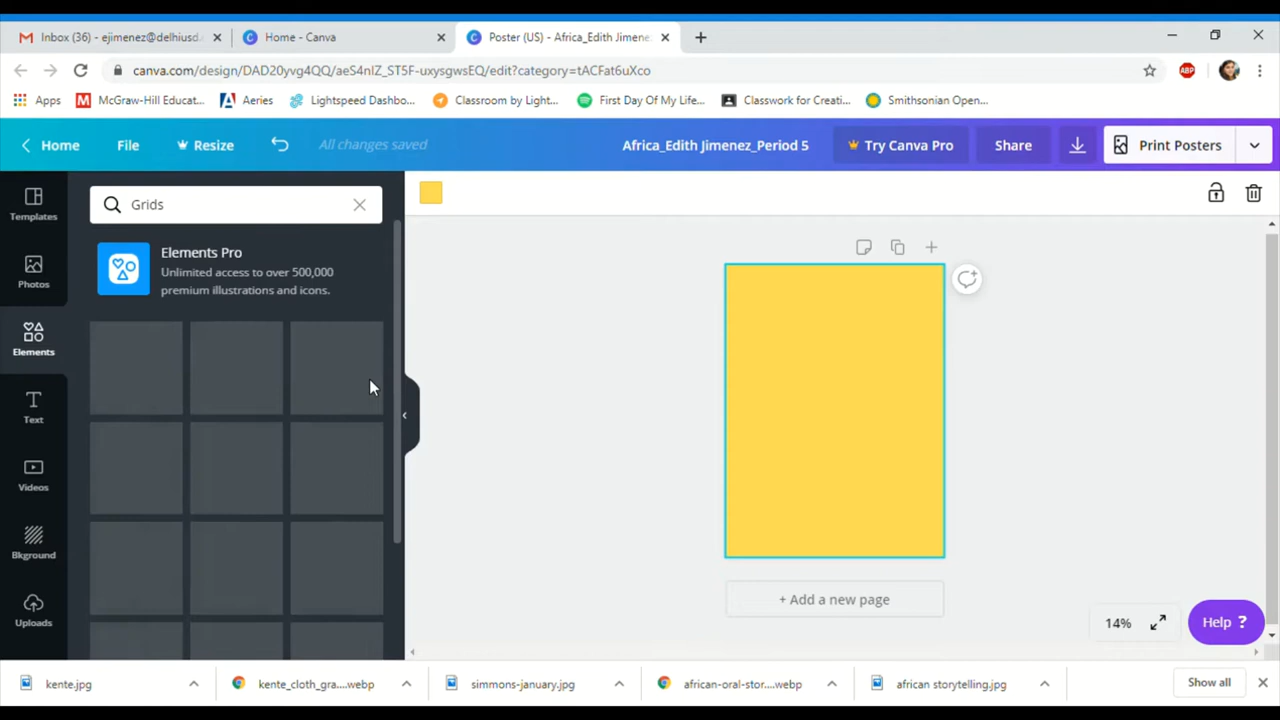 Inbox (36) - ejimenez@delhiusd.
Home - Canva
Poster (US) - Africa_Edith Jimenez
canva.com/design/DAD20yvg4QQ/aeS4nIZ_ST5F-uxysgwsEQ/edit?category=tACFat6uXco
ABP
Apps
McGraw-Hill Educat...
Aeries
Lightspeed Dashbo...
Classroom by Light...
First Day Of My Life...
Classwork for Creati...
Smithsonian Open...
Home
File
Resize
All changes saved
Africa_Edith Jimenez_Period 5
Try Canva Pro
Share
Print Posters
Templates
Photos
Elements
Text
Videos
Bkground
Uploads
Grids
Elements Pro
Unlimited access to over 500,000
premium illustrations and icons.
+ Add a new page
14%
Help ?
kente.jpg
kente_cloth_gra....webp
simmons-january.jpg
african-oral-stor....webp
african storytelling.jpg
Show all